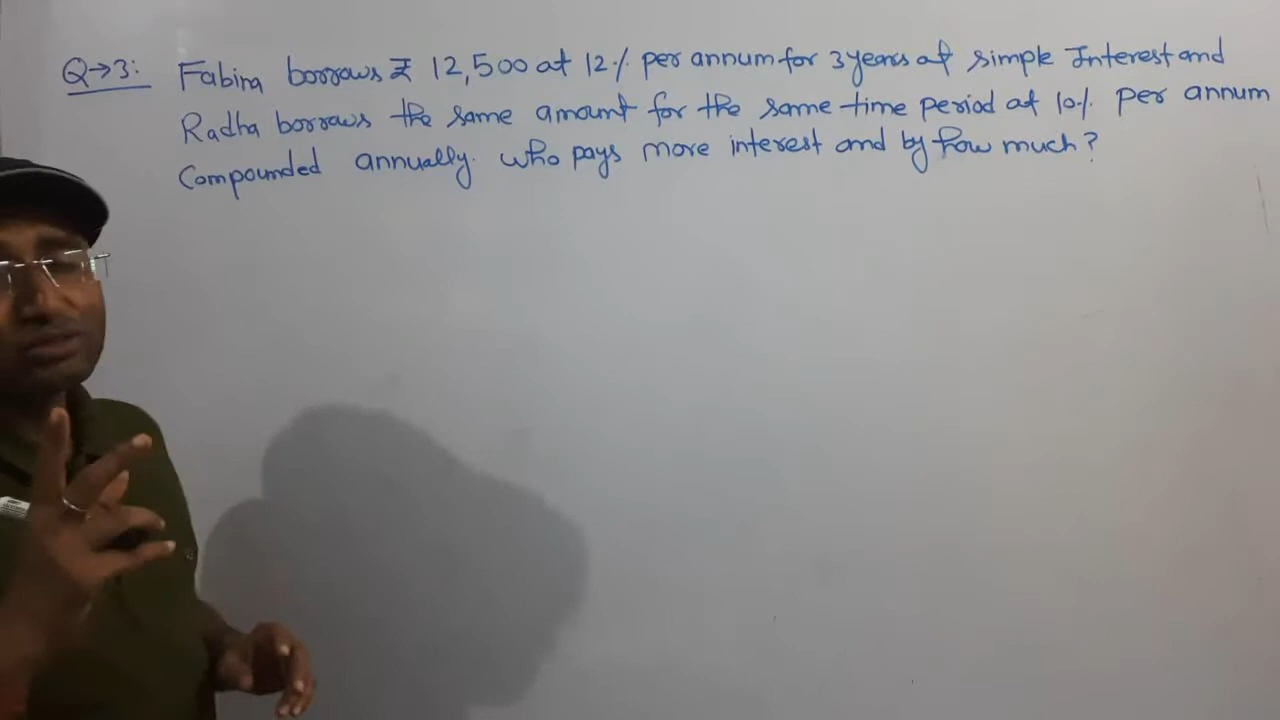 Q→3: Fabina borrows ₹ 12,500 at 12% per annum for 3 years at simple Interest and
Radha borrows the same amount for the same time period at 10% per annum
Compounded annually. who pays more interest and by how much?